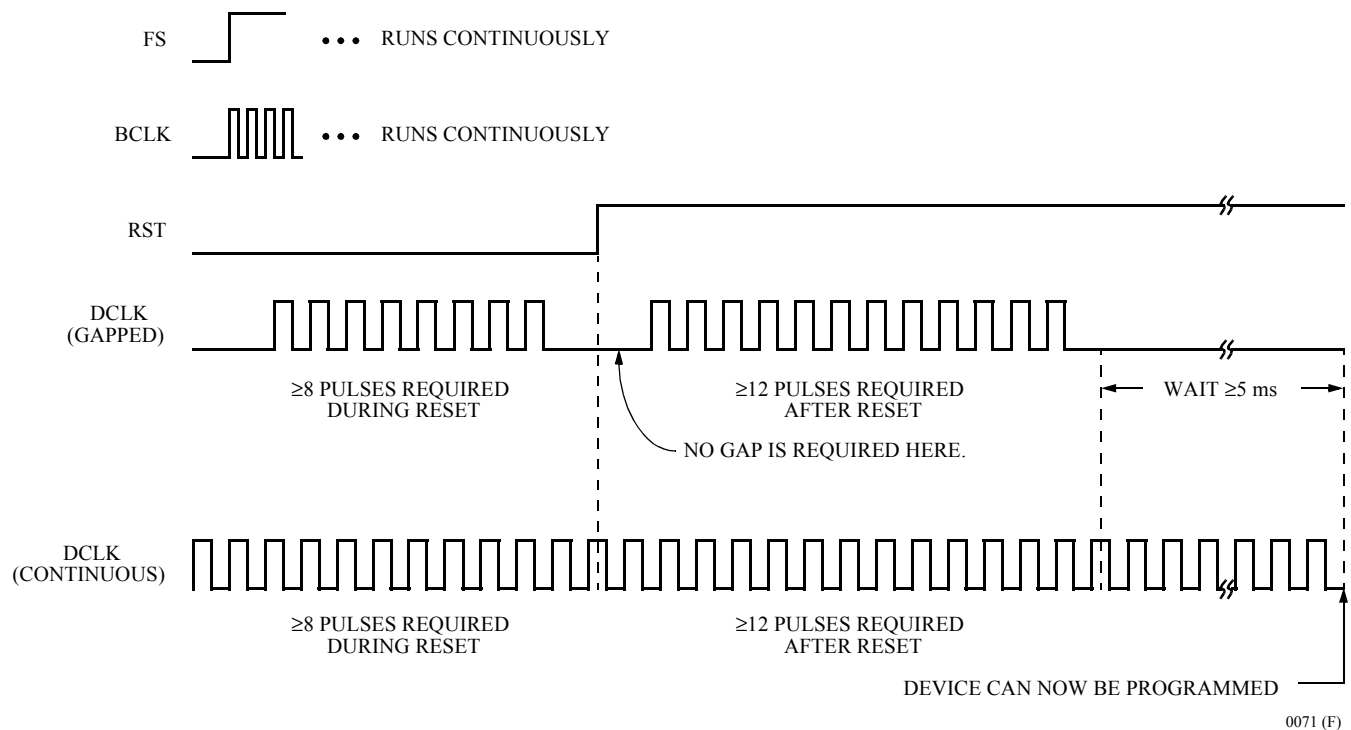 FS
••• RUNS CONTINUOUSLY
BCLK
••• RUNS CONTINUOUSLY
RST
DCLK
(GAPPED)
≥8 PULSES REQUIRED
DURING RESET
≥12 PULSES REQUIRED
AFTER RESET
WAIT ≥5 ms
NO GAP IS REQUIRED HERE.
DCLK
(CONTINUOUS)
≥8 PULSES REQUIRED
DURING RESET
≥12 PULSES REQUIRED
AFTER RESET
DEVICE CAN NOW BE PROGRAMMED
0071 (F)